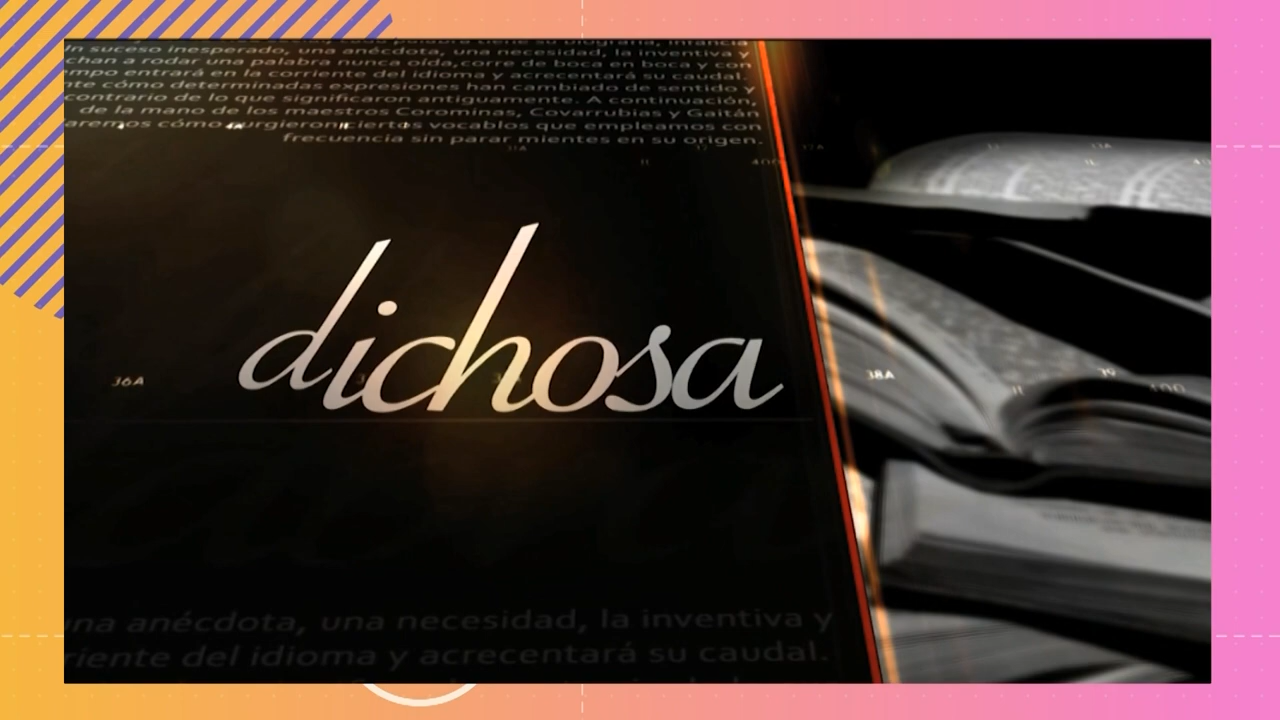 Un suceso inesperado, una anécdota, una necesidad, la inventiva y
chan a rodar una palabra nunca oída,corre de boca en boca y con
empo entrará en la corriente del idioma y acrecentará su caudal.
nte cómo determinadas expresiones han cambiado de sentido y
contrario de lo que significaron antiguamente. A continuación,
de la mano de los maestros Corominas, Covarrubias y Gaitán
aremos cómo surgieron ciertos vocablos que empleamos con
frecuencia sin parar mientes en su origen.
dichosa
36A
38A
una anécdota, una necesidad, la inventiva y
riente del idioma y acrecentará su caudal.